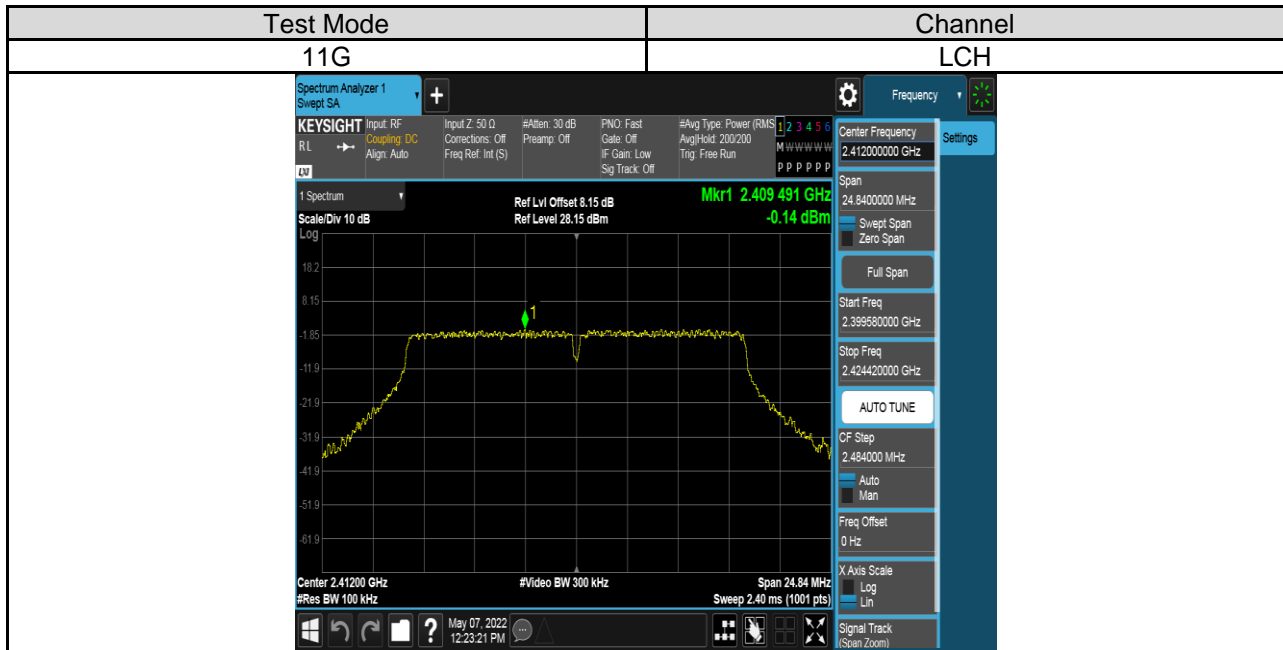 Test Mode Channel
11G LCH
Spectrum Analyzer 1
Swept SA
+
Frequency
KEYSIGHT Input: RF Input Z: 50 Ω #Atten: 30 dB PNO: Fast #Avg Type: Power (RMS 1 2 3 4 5 6
RL Coupling: DC Corrections: Off Preamp: Off Gate: Off Avg|Hold: 200/200 M W W W W W
Align: Auto Freq Ref: Int (S) IF Gain: Low Trig: Free Run
LXI Sig Track: Off P P P P P P
1 Spectrum
Ref Lvl Offset 8.15 dB Mkr1 2.409 491 GHz
Scale/Div 10 dB Ref Level 28.15 dBm -0.14 dBm
Log
18.2
8.15
1
-1.85
-11.9
-21.9
-31.9
-41.9
-51.9
-61.9
Center 2.41200 GHz #Video BW 300 kHz Span 24.84 MHz
#Res BW 100 kHz Sweep 2.40 ms (1001 pts)
Center Frequency
2.412000000 GHz
Settings
Span
24.8400000 MHz
Swept Span
Zero Span
Full Span
Start Freq
2.399580000 GHz
Stop Freq
2.424420000 GHz
AUTO TUNE
CF Step
2.484000 MHz
Auto
Man
Freq Offset
0 Hz
X Axis Scale
Log
Lin
Signal Track
(Span Zoom)
?
May 07, 2022
12:23:21 PM